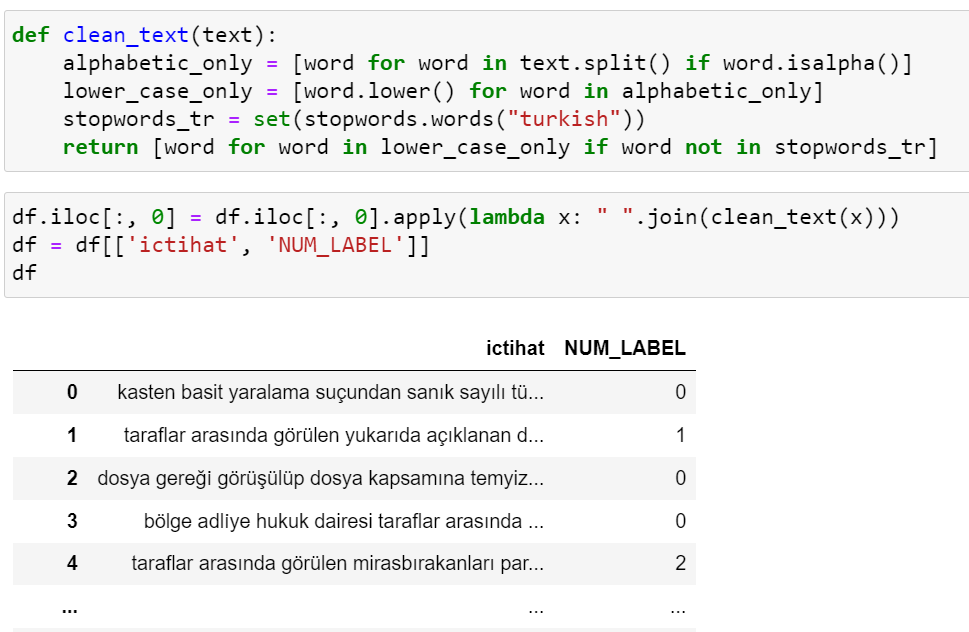 def clean_text(text):
    alphabetic_only = [word for word in text.split() if word.isalpha()]
    lower_case_only = [word.lower() for word in alphabetic_only]
    stopwords_tr = set(stopwords.words("turkish"))
    return [word for word in lower_case_only if word not in stopwords_tr]
df.iloc[:, 0] = df.iloc[:, 0].apply(lambda x: " ".join(clean_text(x)))
df = df[['ictihat', 'NUM_LABEL']]
df
ictihat NUM_LABEL
0 kasten basit yaralama suçundan sanık sayılı tü... 0
1 taraflar arasında görülen yukarıda açıklanan d... 1
2 dosya gereği görüşülüp dosya kapsamına temyiz... 0
3 bölge adliye hukuk dairesi taraflar arasında ... 0
4 taraflar arasında görülen mirasbırakanları par... 2
... ... ...